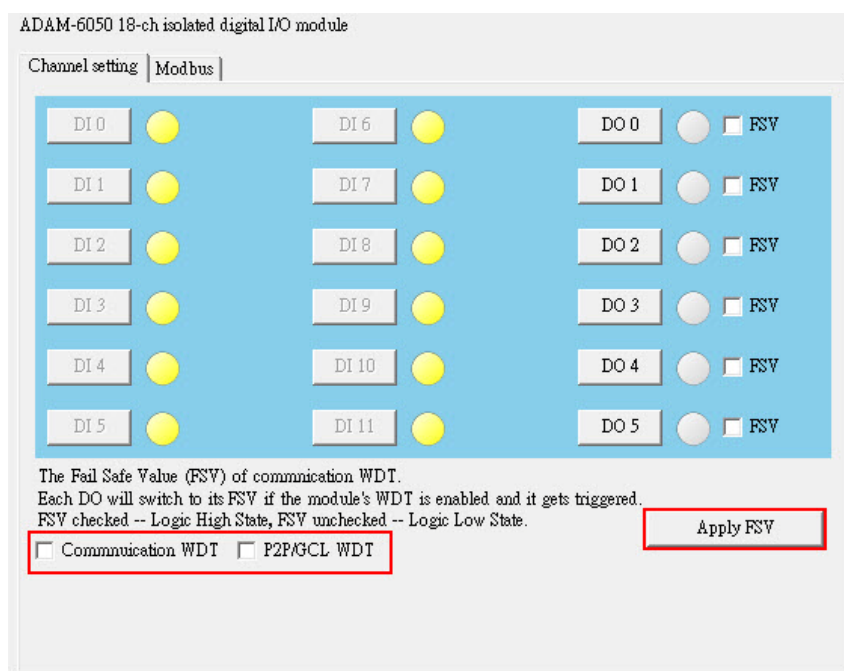 ADAM-6050 18-ch isolated digital I/O module
Channel setting Modbus
DI 0 DI 6 DO 0 FSV
DI 1 DI 7 DO 1 FSV
DI 2 DI 8 DO 2 FSV
DI 3 DI 9 DO 3 FSV
DI 4 DI 10 DO 4 FSV
DI 5 DI 11 DO 5 FSV
The Fail Safe Value (FSV) of commnication WDT.
Each DO will switch to its FSV if the module's WDT is enabled and it gets triggered.
FSV checked -- Logic High State, FSV unchecked -- Logic Low State.
Apply FSV
Commnuication WDT P2P/GCL WDT